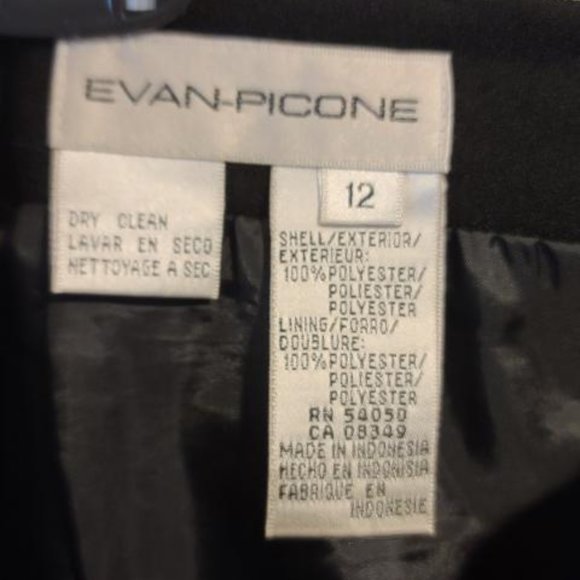 EVAN-PICONE
12
DRY CLEAN
LAVAR EN SECO
NETTOYAGE A SEC
SHELL/EXTERIOR/
EXTERIEUR:
100%POLYESTER/
POLIESTER/
POLYESTER
LINING/FORRO/
DOUBLURE:
100%POLYESTER/
POLIESTER/
POLYESTER
RN 54050
CA 08349
MADE IN INDONESIA
HECHO EN INDONISIA
FABRIQUE EN
INDONESIE